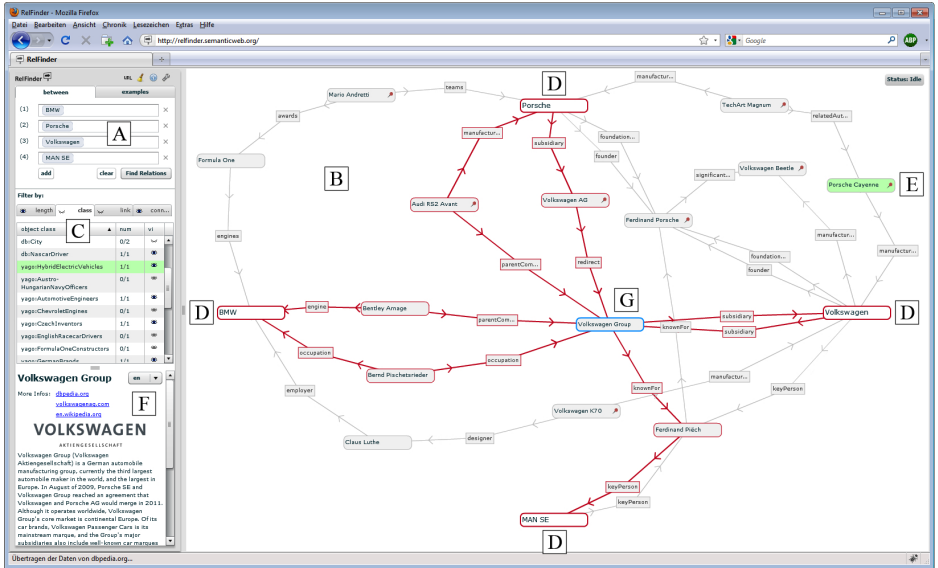 RelFinder - Mozilla Firefox
Datei Bearbeiten Ansicht Chronik Lesezeichen Extras Hilfe
http://relfinder.semanticweb.org/
Google
ABP
RelFinder
RelFinder
URL
Status: Idle
between examples
(1) BMW
(2) Porsche
(3) Volkswagen
(4) MAN SE
A
add clear Find Relations
Filter by:
length class link conn...
C
object class num vi
db:City 0/2
db:NascarDriver 1/1
yago:HybridElectricVehicles 1/1
yago:Austro-HungarianNavyOfficers 0/1
yago:AutomotiveEngineers 1/1
yago:ChevroletEngines 0/1
yago:CzechInventors 1/1
yago:EnglishRacecarDrivers 0/1
yago:FormulaOneConstructors 0/1
yago:GermanBrands 1/1
Volkswagen Group
en
More Infos: dbpedia.org
volkswagenag.com
en.wikipedia.org
F
VOLKSWAGEN
AKTIENGESELLSCHAFT
Volkswagen Group (Volkswagen
Aktiengesellschaft) is a German automobile
manufacturing group, currently the third largest
automobile maker in the world, and the largest in
Europe. In August of 2009, Porsche SE and
Volkswagen Group reached an agreement that
Volkswagen and Porsche AG would merge in 2011.
Although it operates worldwide, Volkswagen
Group's core market is continental Europe. Of its
car brands, Volkswagen Passenger Cars is its
mainstream marque, and the Group's major
subsidiaries also include well-known car marques
D
manufactur...
teams
Mario Andretti
Porsche
TechArt Magnum
awards
relatedAut...
manufactur...
foundation...
subsidiary
founder
Formula One
B
significant...
Volkswagen Beetle
Porsche Cayenne
E
Audi RS2 Avant
Volkswagen AG
Ferdinand Porsche
engines
manufactur...
manufactur...
redirect
foundation...
parentCom...
founder
G
D
BMW
engine
Bentley Arnage
parentCom...
Volkswagen Group
knownFor
subsidiary
subsidiary
Volkswagen
D
occupation
occupation
Bernd Pischetsrieder
manufactur...
employer
knownFor
keyPerson
Volkswagen K70
Ferdinand Piëch
Claus Luthe
designer
keyPerson
keyPerson
MAN SE
D
Übertragen der Daten von dbpedia.org...